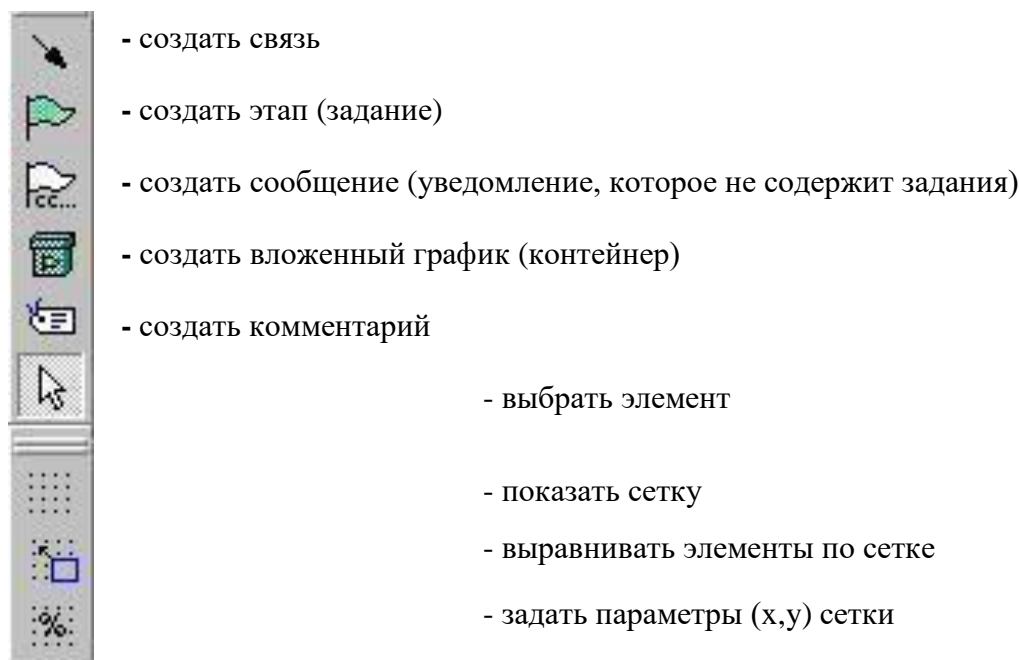 - создать связь
- создать этап (задание)
cc...
- создать сообщение (уведомление, которое не содержит задания)
P
- создать вложенный график (контейнер)
- создать комментарий
- выбрать элемент
- показать сетку
- выравнивать элементы по сетке
%
- задать параметры (x,y) сетки